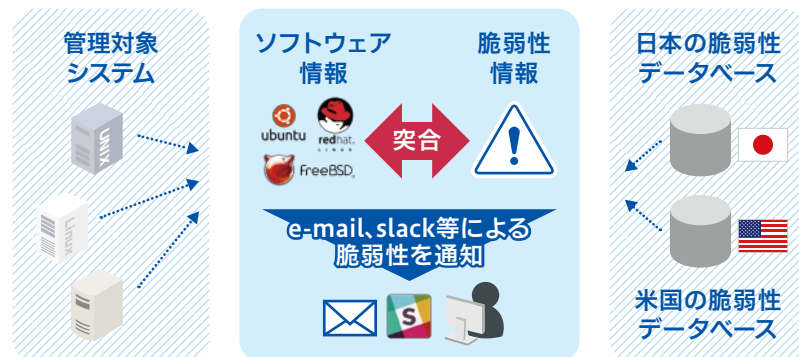 管理対象
システム
UNIX
Linux
ソフトウェア
情報
脆弱性
情報
ubuntu
redhat.
LINUX
FreeBSD
突合
!
e-mail、slack等による
脆弱性を通知
S
日本の脆弱性
データベース
米国の脆弱性
データベース